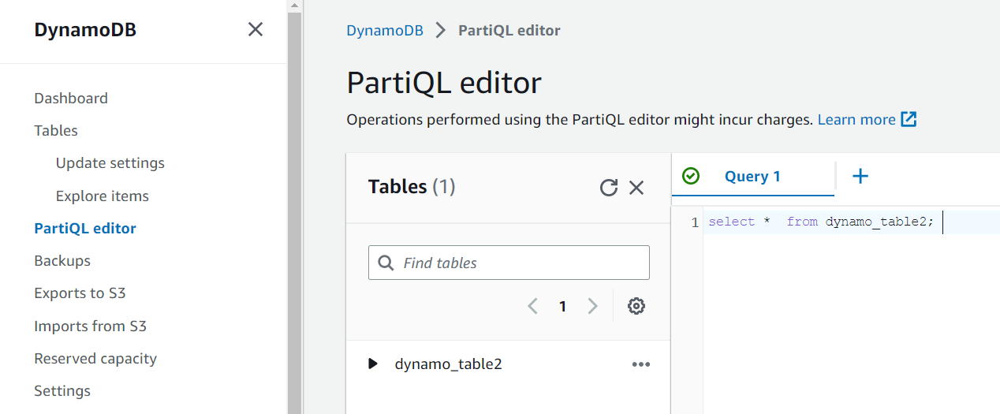 DynamoDB
Dashboard
Tables
Update settings
Explore items
PartiQL editor
Backups
Exports to S3
Imports from S3
Reserved capacity
Settings
DynamoDB PartiQL editor
PartiQL editor
Operations performed using the PartiQL editor might incur charges. Learn more
Tables (1)
Find tables
1
dynamo_table2
Query 1
1 select *  from dynamo_table2;